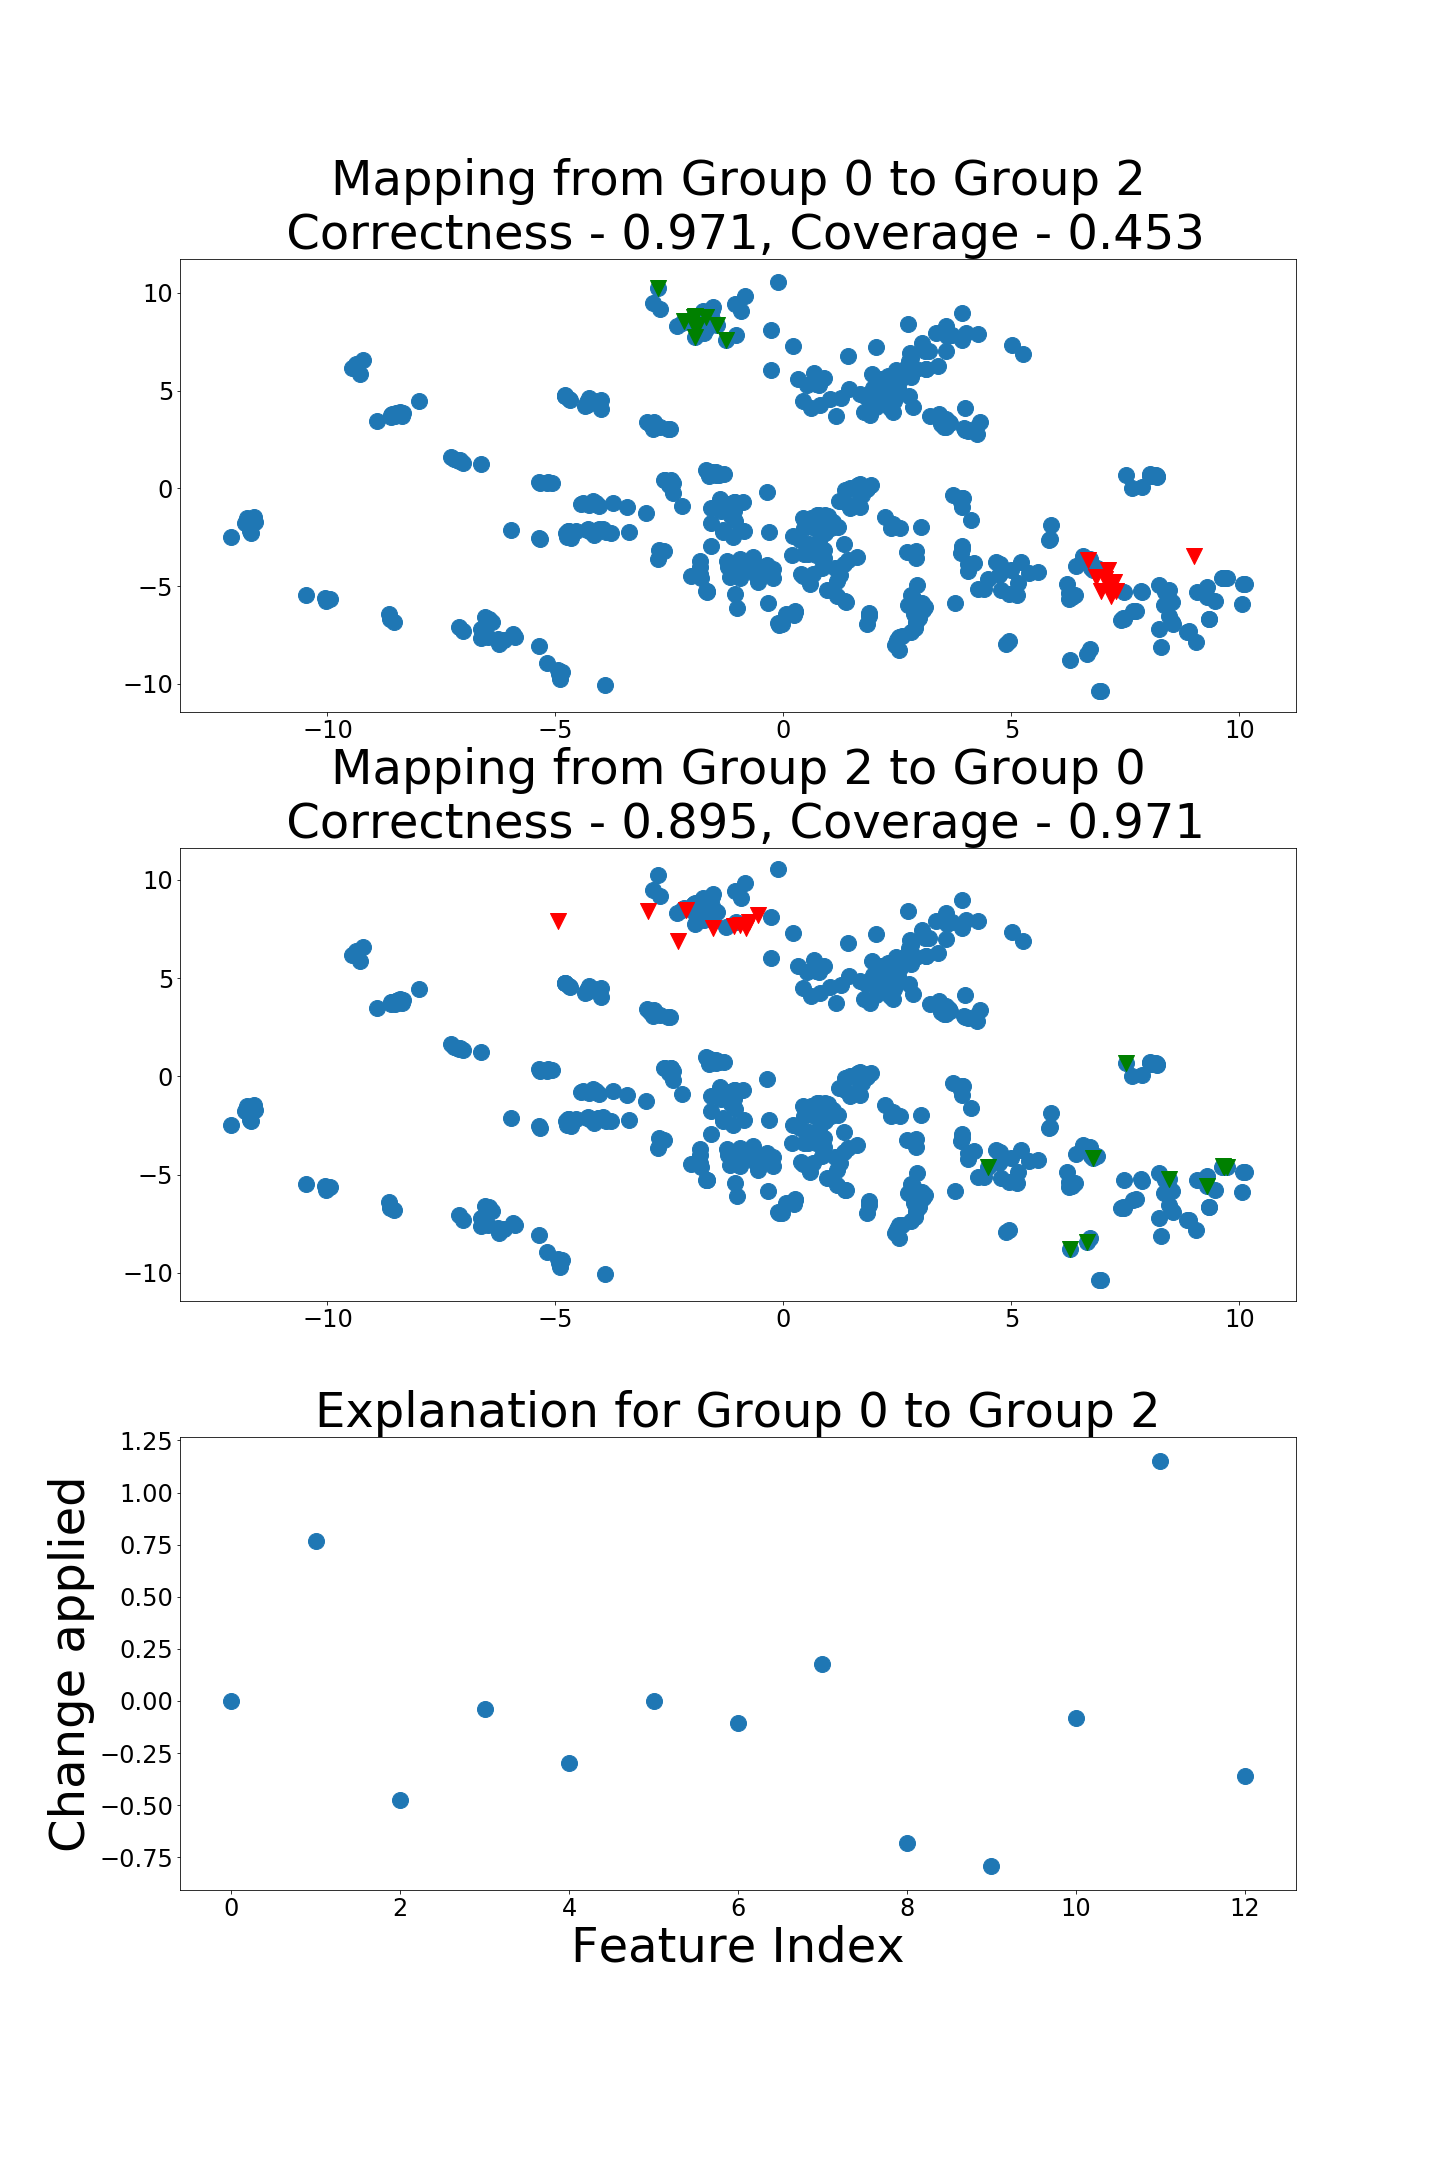 Mapping from Group 0 to Group 2
Correctness - 0.971, Coverage - 0.453
10
5
0
−5
−10
−10 −5 0 5 10
Mapping from Group 2 to Group 0
Correctness - 0.895, Coverage - 0.971
10
5
0
−5
−10
−10 −5 0 5 10
Explanation for Group 0 to Group 2
Change applied
1.25
1.00
0.75
0.50
0.25
0.00
−0.25
−0.50
−0.75
0 2 4 6 8 10 12
Feature Index